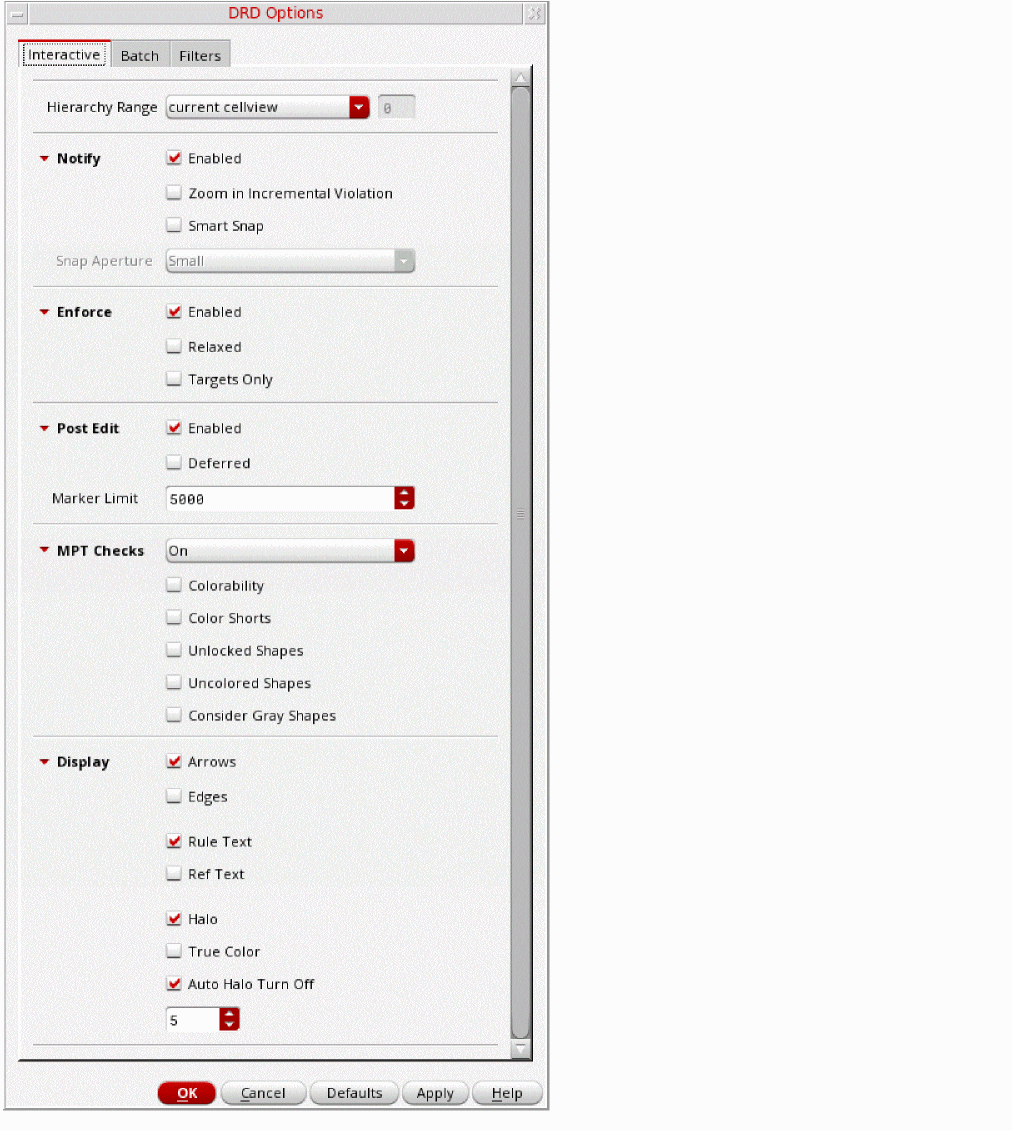 DRD Options
Interactive Batch Filters
Hierarchy Range current cellview 0
Notify Enabled
Zoom in Incremental Violation
Smart Snap
Snap Aperture Small
Enforce Enabled
Relaxed
Targets Only
Post Edit Enabled
Deferred
Marker Limit 5000
MPT Checks On
Colorability
Color Shorts
Unlocked Shapes
Uncolored Shapes
Consider Gray Shapes
Display Arrows
Edges
Rule Text
Ref Text
Halo
True Color
Auto Halo Turn Off
5
OK Cancel Defaults Apply Help